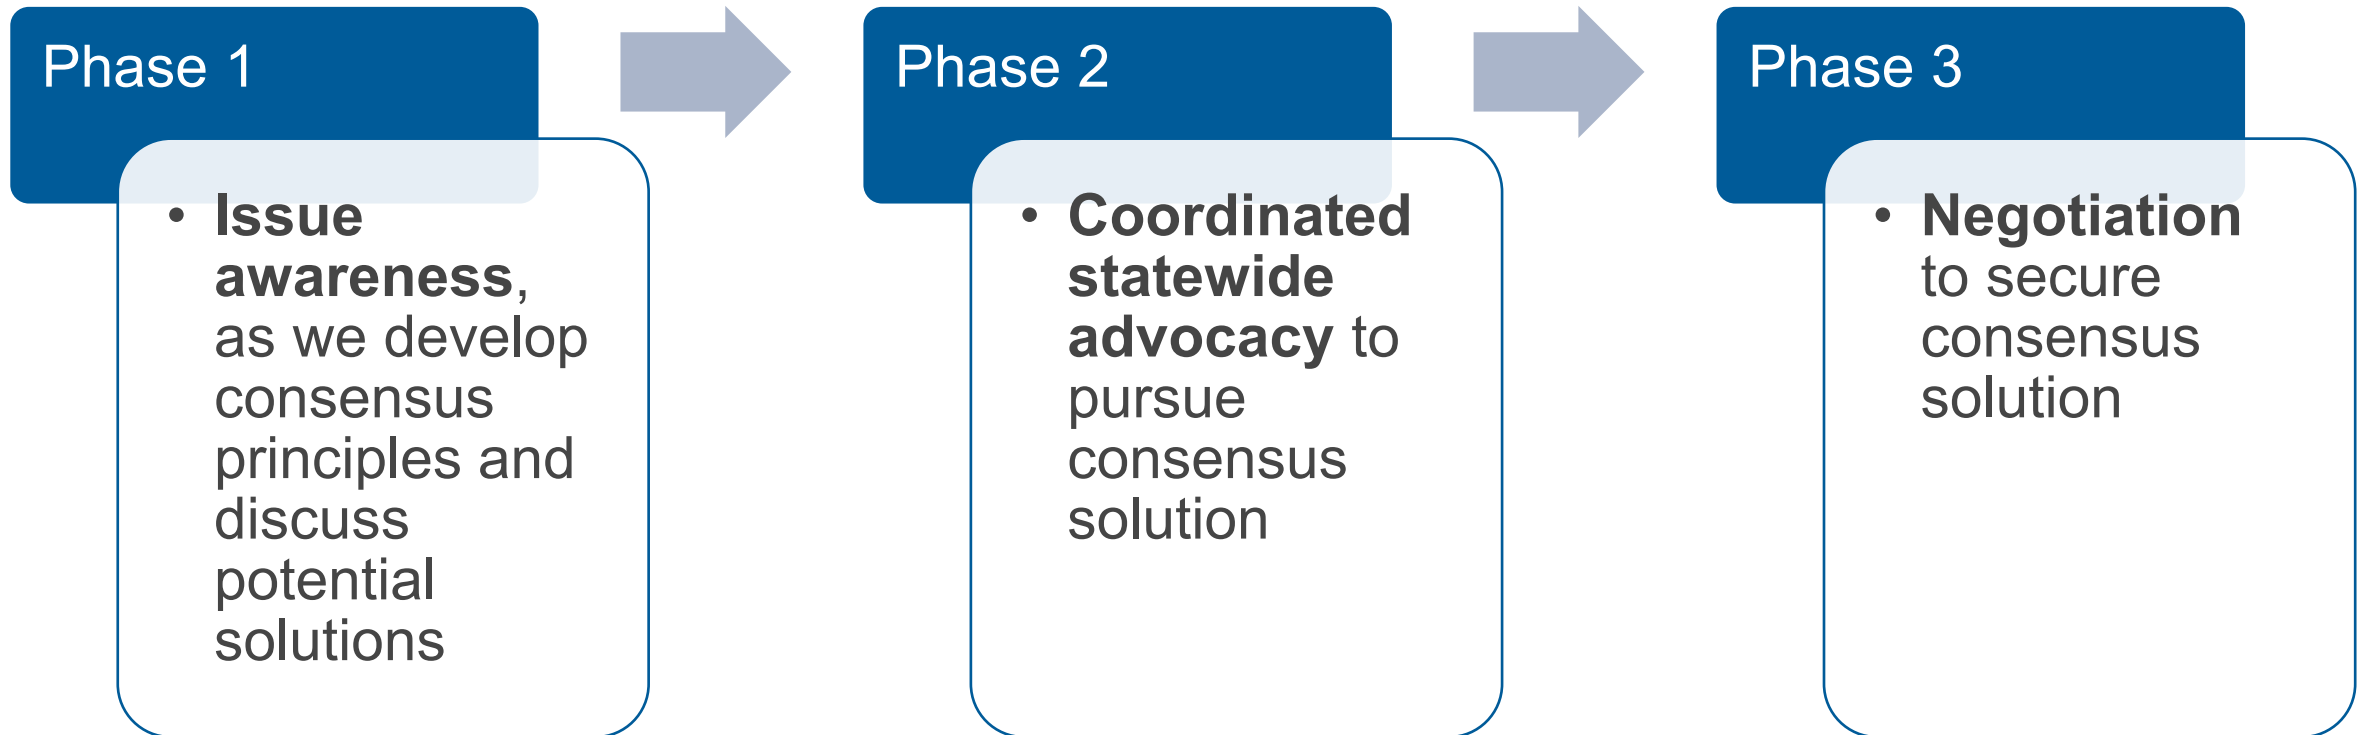 Phase 1
• Issue
awareness,
as we develop
consensus
principles and
discuss
potential
solutions
Phase 2
• Coordinated
statewide
advocacy to
pursue
consensus
solution
Phase 3
• Negotiation
to secure
consensus
solution